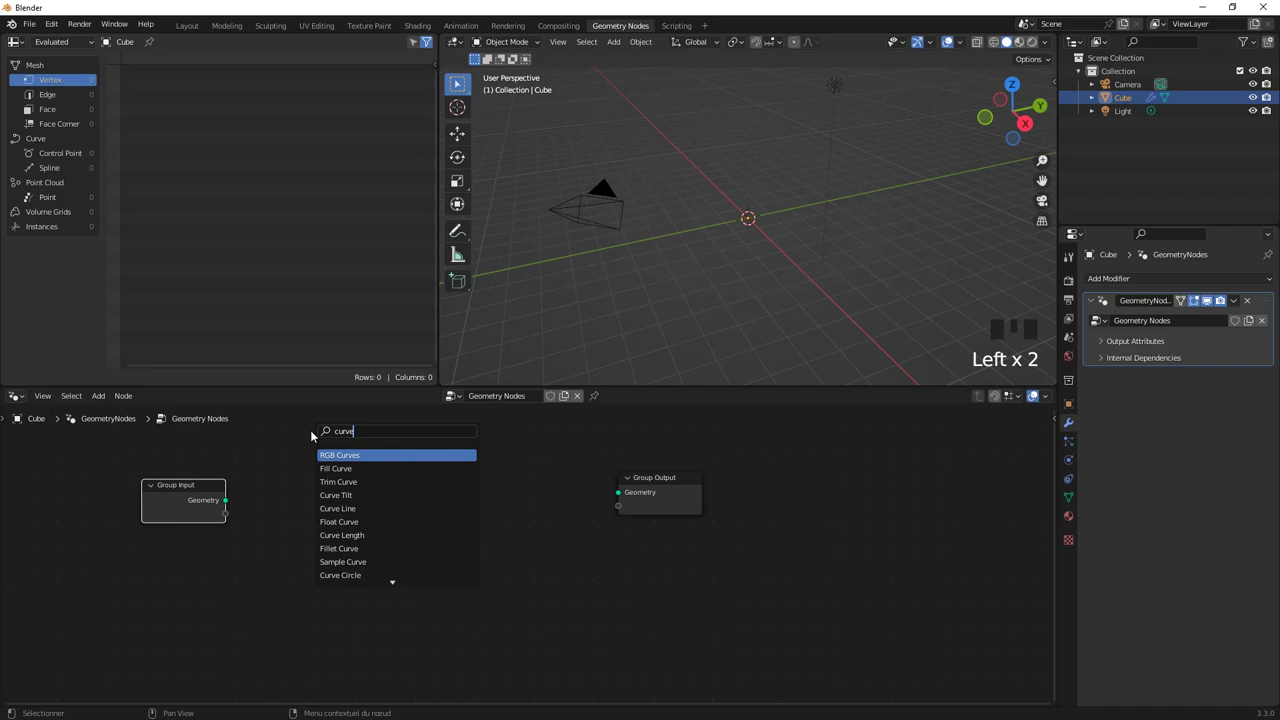 Blender
File Edit Render Window Help Layout Modeling Sculpting UV Editing Texture Paint Shading Animation Rendering Compositing Geometry Nodes Scripting + Scene ViewLayer
Evaluated Cube
Object Mode View Select Add Object Global
Options
Mesh
Vertex 0
Edge 0
Face 0
Face Corner 0
Curve
Control Point 0
Spline 0
Point Cloud
Point 0
Volume Grids 0
Instances 0
Rows: 0 | Columns: 0
User Perspective
(1) Collection | Cube
Z
Y
X
Left x 2
Scene Collection
Collection
Camera
Cube
Light
Cube GeometryNodes
Add Modifier
GeometryNod..
Geometry Nodes
Output Attributes
Internal Dependencies
View Select Add Node Geometry Nodes
Cube > GeometryNodes > Geometry Nodes
Group Input
Geometry
curve
RGB Curves
Fill Curve
Trim Curve
Curve Tilt
Curve Line
Float Curve
Curve Length
Fillet Curve
Sample Curve
Curve Circle
Group Output
Geometry
Sélectionner Pan View Menu contextuel du nœud 3.3.0